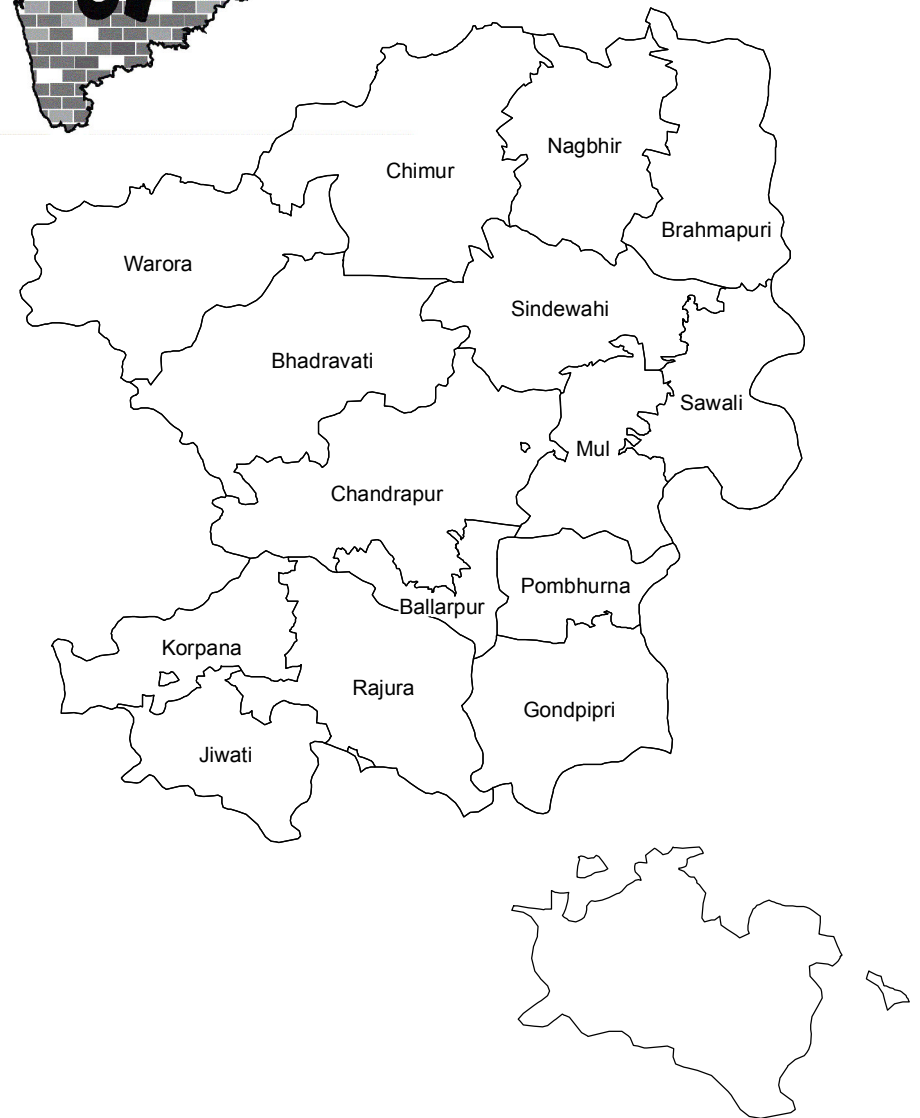 Nagbhir
Chimur
Brahmapuri
Warora
Sindewahi
Bhadravati
Sawali
Mul
Chandrapur
Pombhurna
Ballarpur
Korpana
Rajura
Gondpipri
Jiwati